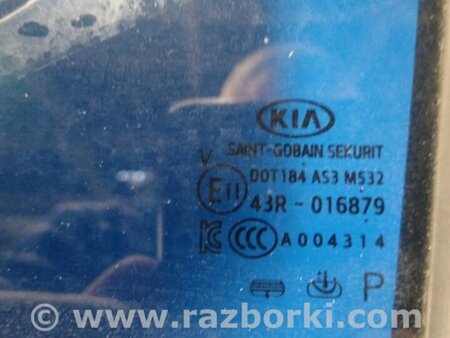 KIA
SAINT-GOBAIN SEKURIT
V DOT184 AS3 M532
E11 43R - 016879
CCC A004314
P
www.razborki.com